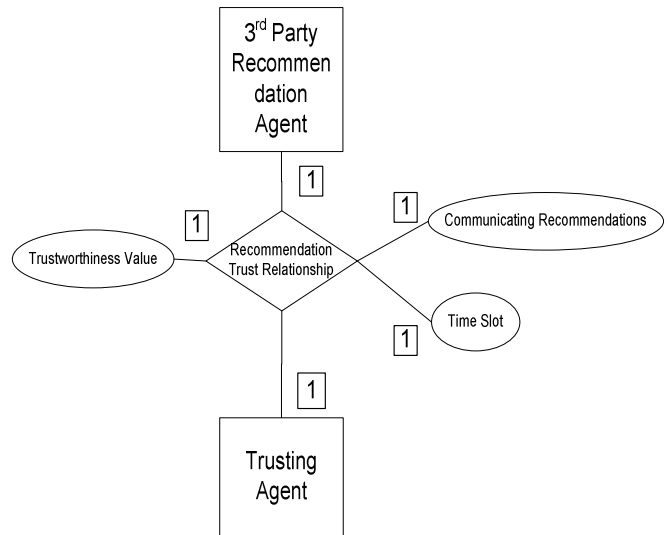 3rd Party
Recommen
dation
Agent
1
1
1
Communicating Recommendations
Recommendation
Trust Relationship
Trustworthiness Value
Time Slot
1
1
Trusting
Agent